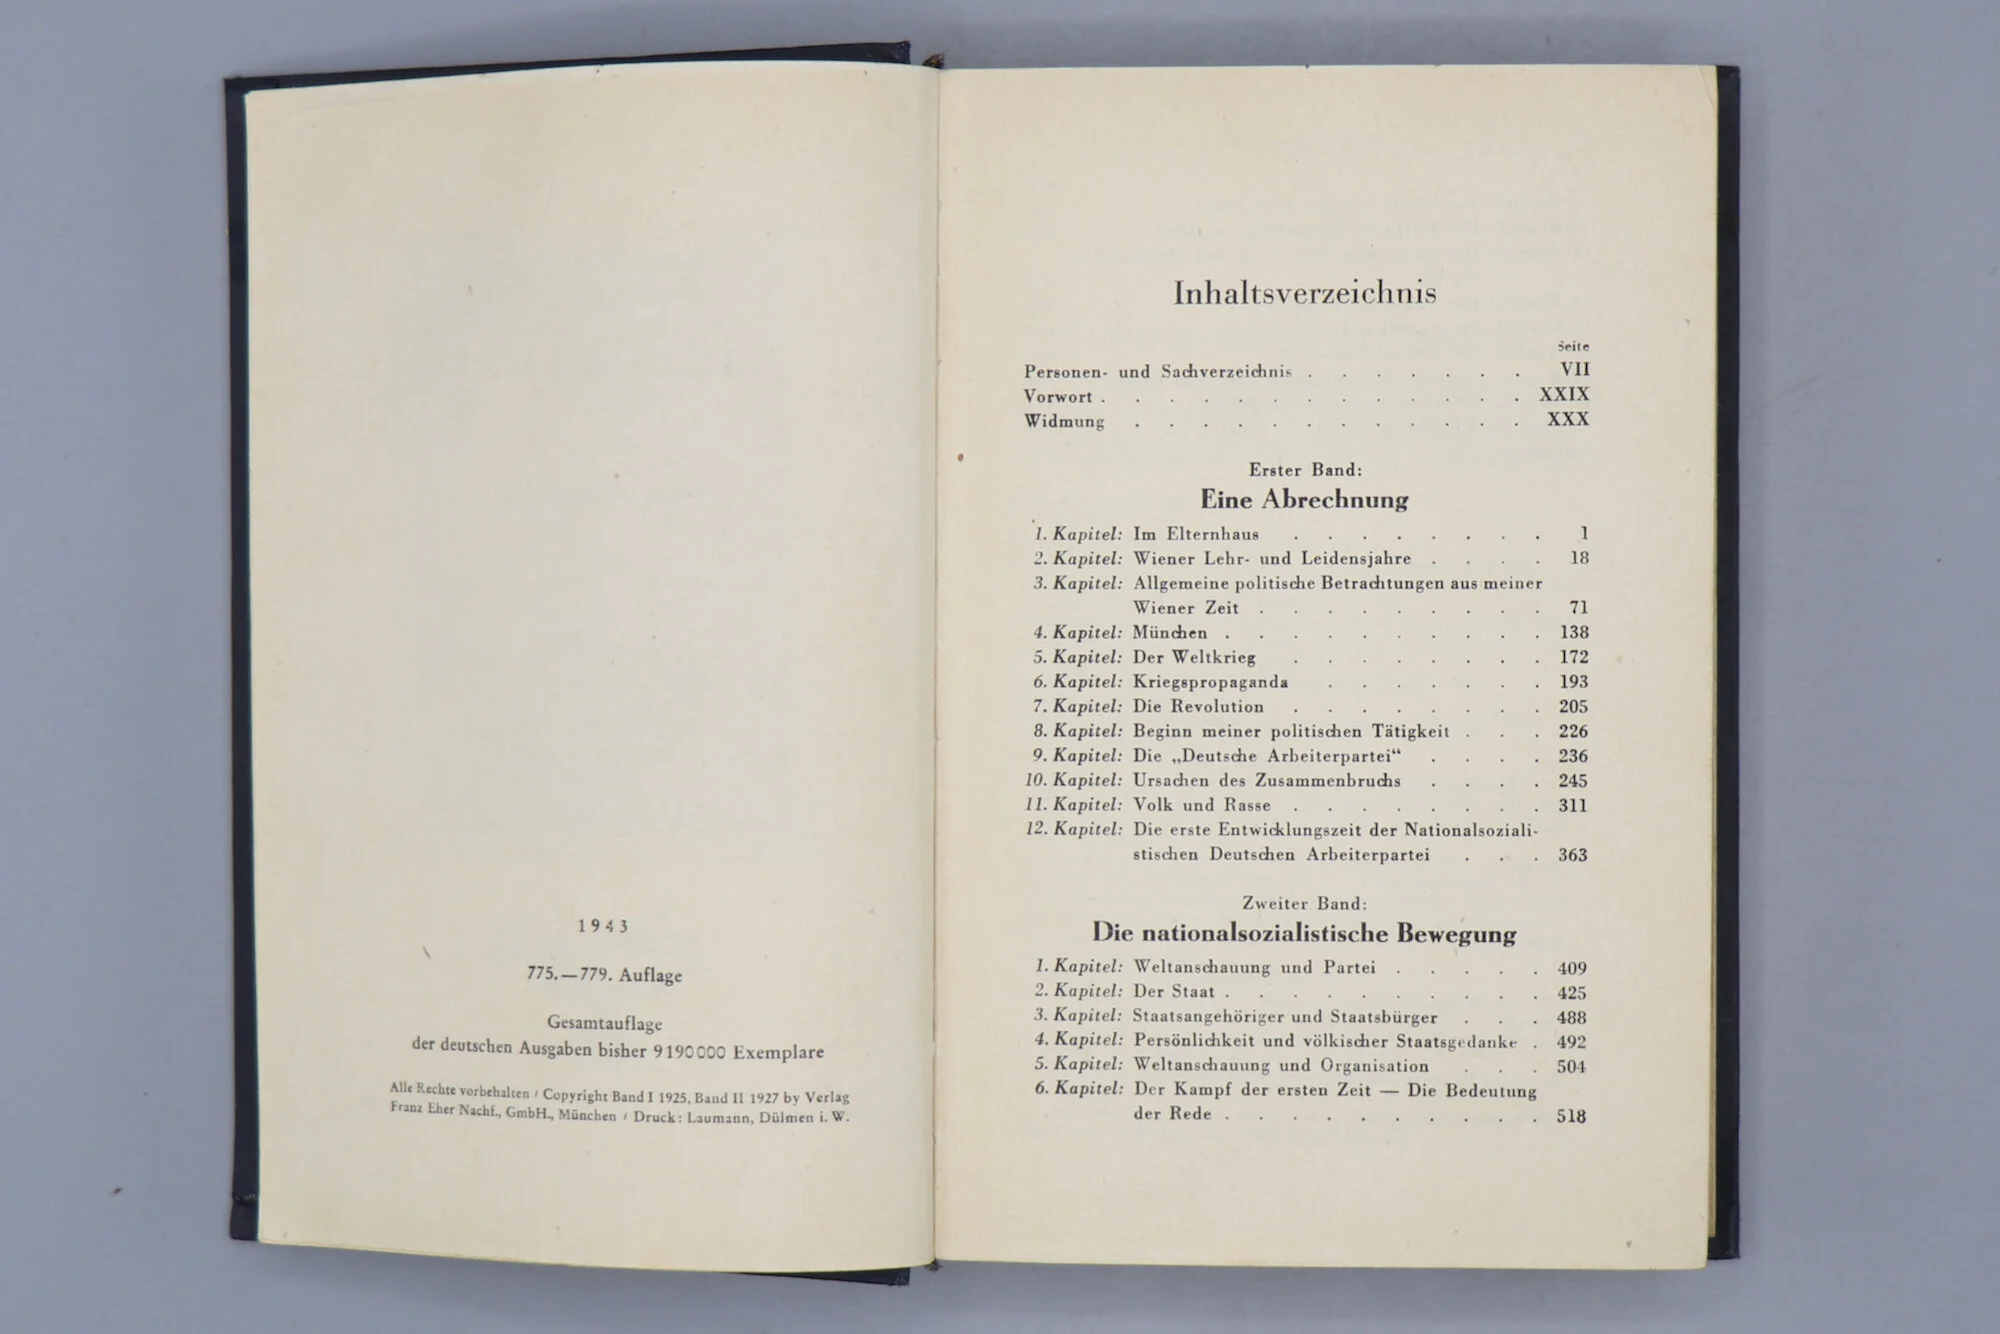 1943
775.—779. Auflage
Gesamtauflage
der deutschen Ausgaben bisher 9190000 Exemplare
Alle Rechte vorbehalten / Copyright Band I 1925, Band II 1927 by Verlag
Franz Eher Nachf., GmbH., München / Druck: Laumann, Dülmen i. W.
Inhaltsverzeichnis
Seite
Personen- und Sachverzeichnis . . . . . . . VII
Vorwort . . . . . . . . . . . . . XXIX
Widmung . . . . . . . . . . . . XXX
Erster Band:
Eine Abrechnung
1. Kapitel: Im Elternhaus . . . . . . . . 1
2. Kapitel: Wiener Lehr- und Leidensjahre . . . . 18
3. Kapitel: Allgemeine politische Betrachtungen aus meiner
Wiener Zeit . . . . . . . . . 71
4. Kapitel: München . . . . . . . . . . 138
5. Kapitel: Der Weltkrieg . . . . . . . . 172
6. Kapitel: Kriegspropaganda . . . . . . . 193
7. Kapitel: Die Revolution . . . . . . . . 205
8. Kapitel: Beginn meiner politischen Tätigkeit . . . 226
9. Kapitel: Die „Deutsche Arbeiterpartei“ . . . . 236
10. Kapitel: Ursachen des Zusammenbruchs . . . . 245
11. Kapitel: Volk und Rasse . . . . . . . . 311
12. Kapitel: Die erste Entwicklungszeit der Nationalsoziali-
stischen Deutschen Arbeiterpartei . . . 363
Zweiter Band:
Die nationalsozialistische Bewegung
1. Kapitel: Weltanschauung und Partei . . . . . 409
2. Kapitel: Der Staat . . . . . . . . . . 425
3. Kapitel: Staatsangehöriger und Staatsbürger . . . 488
4. Kapitel: Persönlichkeit und völkischer Staatsgedanke . 492
5. Kapitel: Weltanschauung und Organisation . . . 504
6. Kapitel: Der Kampf der ersten Zeit — Die Bedeutung
der Rede . . . . . . . . . . 518